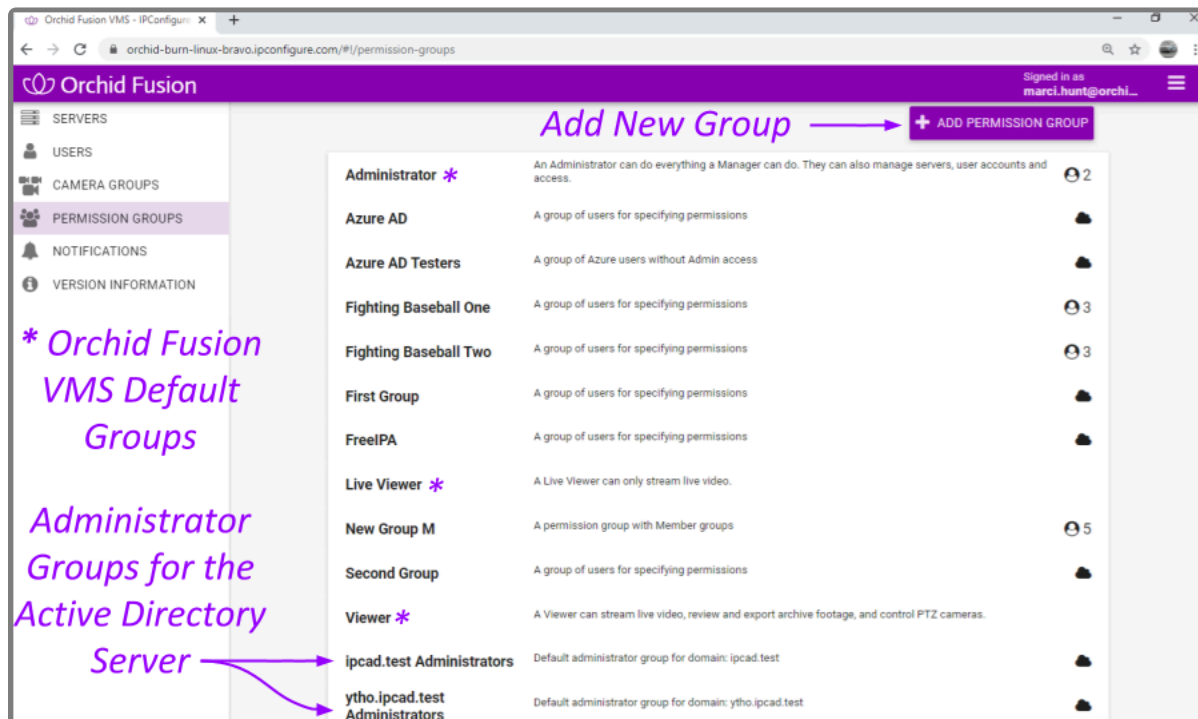 Orchid Fusion VMS - IPConfigure
orchid-burn-linux-bravo.ipconfigure.com/#!/permission-groups
Orchid Fusion
Signed in as
marci.hunt@orchi...
SERVERS
USERS
CAMERA GROUPS
PERMISSION GROUPS
NOTIFICATIONS
VERSION INFORMATION
* Orchid Fusion
VMS Default
Groups
Administrator
Groups for the
Active Directory
Server
Add New Group
+ ADD PERMISSION GROUP
Administrator *
An Administrator can do everything a Manager can do. They can also manage servers, user accounts and
access.
2
Azure AD
A group of users for specifying permissions
Azure AD Testers
A group of Azure users without Admin access
Fighting Baseball One
A group of users for specifying permissions
3
Fighting Baseball Two
A group of users for specifying permissions
3
First Group
A group of users for specifying permissions
FreeIPA
A group of users for specifying permissions
Live Viewer *
A Live Viewer can only stream live video.
New Group M
A permission group with Member groups
5
Second Group
A group of users for specifying permissions
Viewer *
A Viewer can stream live video, review and export archive footage, and control PTZ cameras.
ipcad.test Administrators
Default administrator group for domain: ipcad.test
ytho.ipcad.test
Administrators
Default administrator group for domain: ytho.ipcad.test